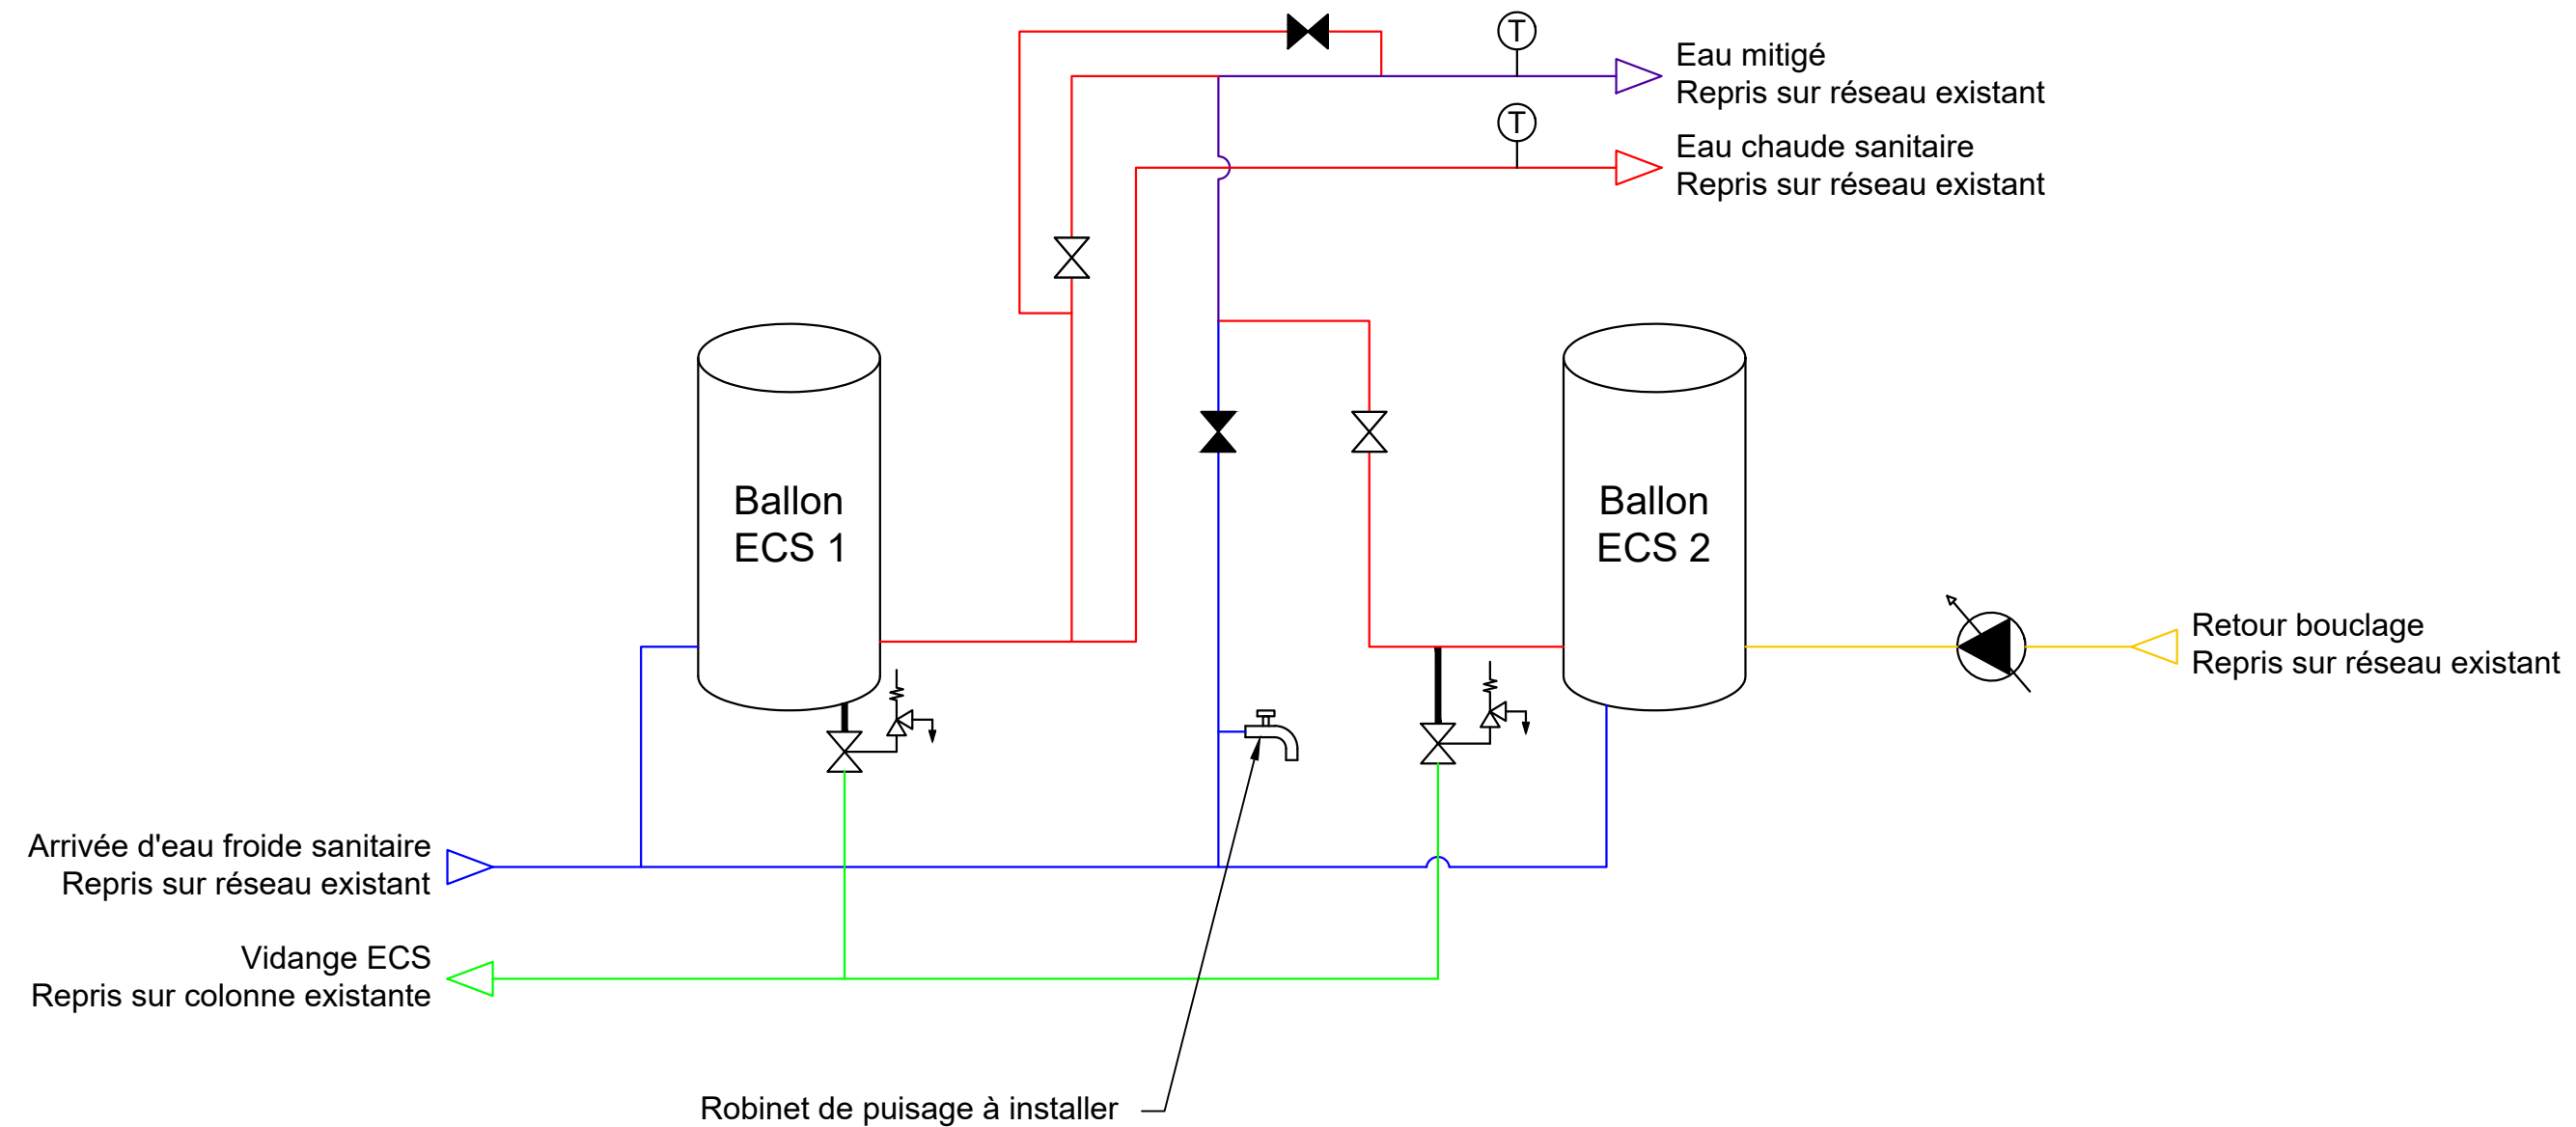 T
Eau mitigé
Repris sur réseau existant
T
Eau chaude sanitaire
Repris sur réseau existant
Ballon
ECS 1
Ballon
ECS 2
Retour bouclage
Repris sur réseau existant
Arrivée d'eau froide sanitaire
Repris sur réseau existant
Vidange ECS
Repris sur colonne existante
Robinet de puisage à installer